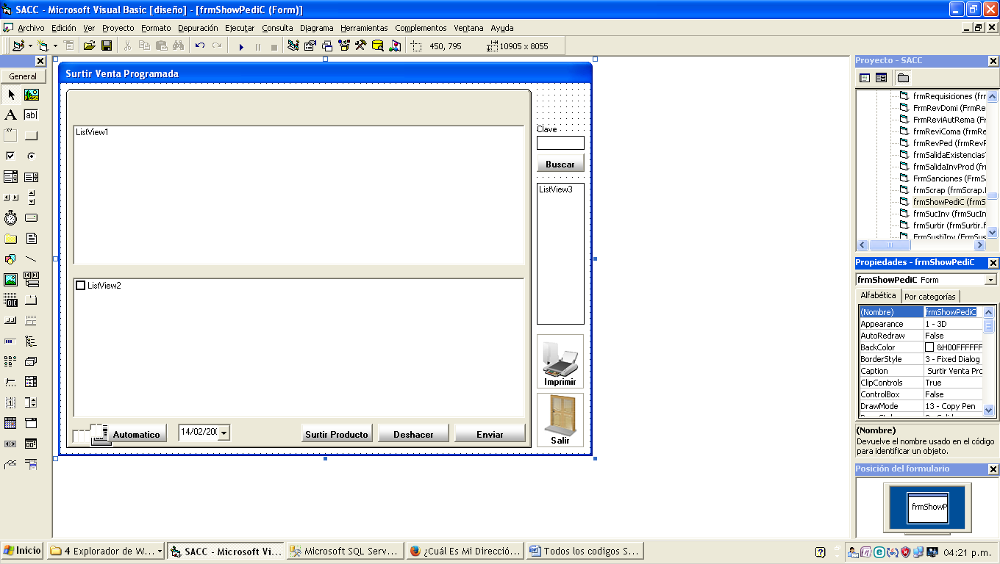 SACC - Microsoft Visual Basic [diseño] - [frmShowPediC (Form)]
Archivo Edición Ver Proyecto Formato Depuración Ejecutar Consulta Diagrama Herramientas Complementos Ventana Ayuda
450, 795 10905 x 8055
General
A ab|
xy
OLE
Surtir Venta Programada
ListView1
ListView2
Automatico
14/02/200
Surtir Producto
Deshacer
Enviar
Clave
Buscar
ListView3
Imprimir
Salir
Proyecto - SACC
frmRequisiciones (frr
FrmRevDomi (FrmRe
FrmReviAutRema (Fr
frmReviComa (frmRe
frmRevPed (frmRevP
frmSalidaExistencias
frmSalidaInvProd (fr
FrmSanciones (FrmSa
frmScrap (frmScrap.
frmShowPediC (frmS
frmSucInv (frmSucIn
frmSurtir (frmSurtir.f
FrmSustiInv (FrmSus
Propiedades - frmShowPediC
frmShowPediC Form
Alfabética Por categorías
(Nombre) frmShowPediC
Appearance 1 - 3D
AutoRedraw False
BackColor &H00FFFFFF
BorderStyle 3 - Fixed Dialog
Caption Surtir Venta Pro
ClipControls True
ControlBox False
DrawMode 13 - Copy Pen
(Nombre)
Devuelve el nombre usado en el código
para identificar un objeto.
Posición del formulario
frmShowP
Inicio
4 Explorador de W...
SACC - Microsoft Vi...
Microsoft SQL Serv...
¿Cuál Es Mi Direcció...
Todos los codigos S...
04:21 p.m.